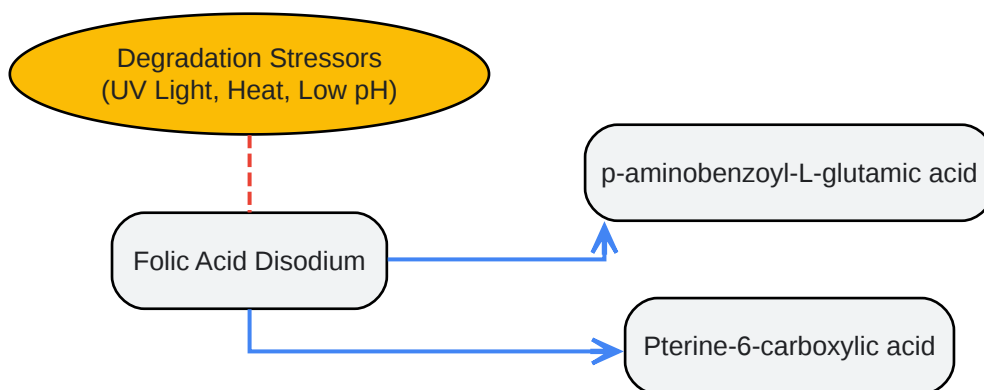 Degradation Stressors
(UV Light, Heat, Low pH)
p-aminobenzoyl-L-glutamic acid
Folic Acid Disodium
Pterine-6-carboxylic acid